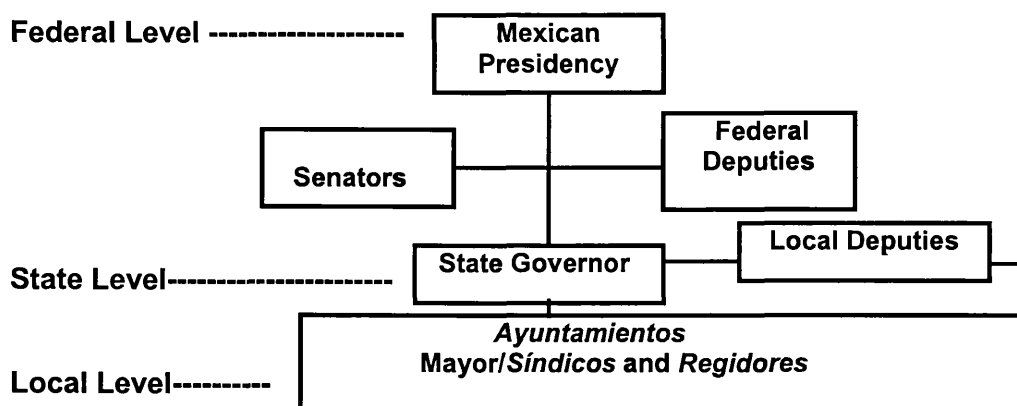 Federal Level --------------------
Mexican
Presidency
Senators
Federal
Deputies
State Level-----------------------
State Governor
Local Deputies
Ayuntamientos
Mayor/Síndicos and Regidores
Local Level----------